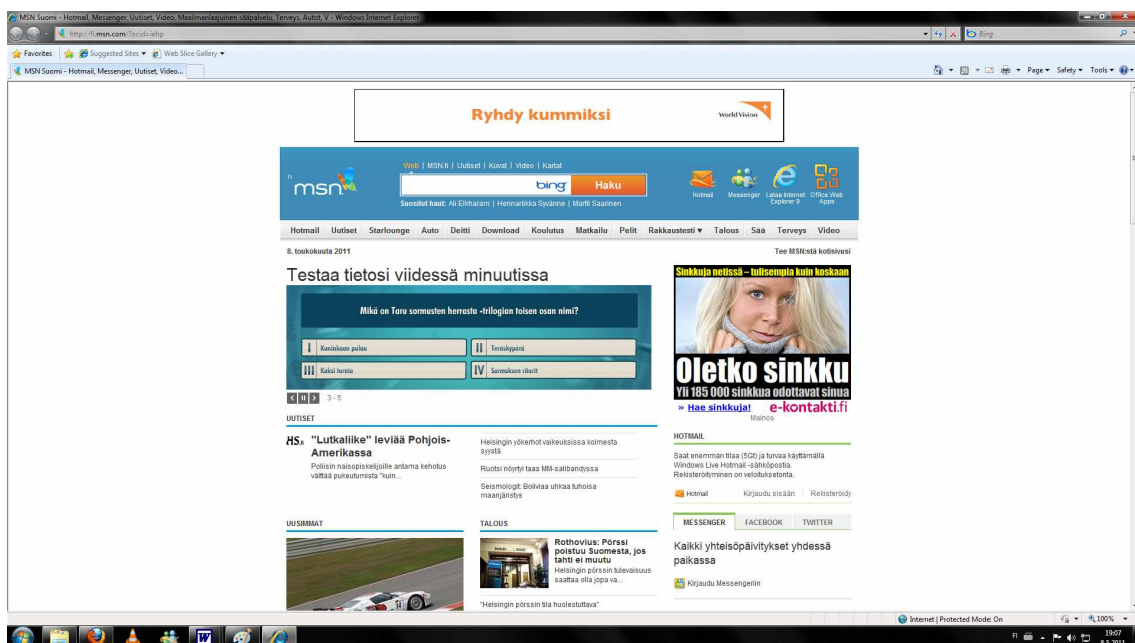 MSN Suomi - Hotmail, Messenger, Uutiset, Video, Maailmanlaajuinen sääpalvelu, Terveys, Autot, V - Windows Internet Explorer
http://fi.msn.com/?ocid=iehp
Bing
Favorites Suggested Sites Web Slice Gallery
MSN Suomi - Hotmail, Messenger, Uutiset, Video...
Page Safety Tools
Ryhdy kummiksi
World Vision
Web | MSN.fi | Uutiset | Kuvat | Video | Kartat
fi
msn
bing
Haku
Hotmail
Messenger
Lataa Internet
Explorer 9
Office Web
Apps
Suositut haut: Ali Elkharam | Hennariikka Syvänne | Martti Saarinen
Hotmail Uutiset Starlounge Auto Deitti Download Koulutus Matkailu Pelit Rakkaustesti ♥ Talous Sää Terveys Video
8. toukokuuta 2011
Tee MSN:stä kotisivusi
Testaa tietosi viidessä minuutissa
Mikä on Taru sormusten herrasta -trilogian toisen osan nimi?
I Kuninkaan paluu
II Teräskypärä
III Kaksi tornia
IV Sormuksen ritarit
3 - 5
Sinkkuja netissä – tulisempia kuin koskaan
Oletko sinkku
Yli 185 000 sinkkua odottavat sinua
» Hae sinkkuja! e-kontakti.fi
Mainos
UUTISET
HS.fi
"Lutkaliike" leviää Pohjois-
Amerikassa
Poliisin naisopiskelijoille antama kehotus
välttää pukeutumista "kuin...
Helsingin yökerhot vaikeuksissa kolmesta
syystä
Ruotsi nöyrtyi taas MM-salibandyssa
Seismologit: Boliviaa uhkaa tuhoisa
maanjäristys
HOTMAIL
Saat enemmän tilaa (5Gt) ja turvaa käyttämällä
Windows Live Hotmail -sähköpostia.
Rekisteröityminen on veloituksetonta.
Hotmail Kirjaudu sisään Rekisteröidy
UUSIMMAT
TALOUS
Rothovius: Pörssi
poistuu Suomesta, jos
tahti ei muutu
Helsingin pörssin tulevaisuus
saattaa olla jopa va...
"Helsingin pörssin tila huolestuttava"
MESSENGER FACEBOOK TWITTER
Kaikki yhteisöpäivitykset yhdessä
paikassa
Kirjaudu Messengeriin
Internet | Protected Mode: On
100%
FI
19:07
8.5.2011